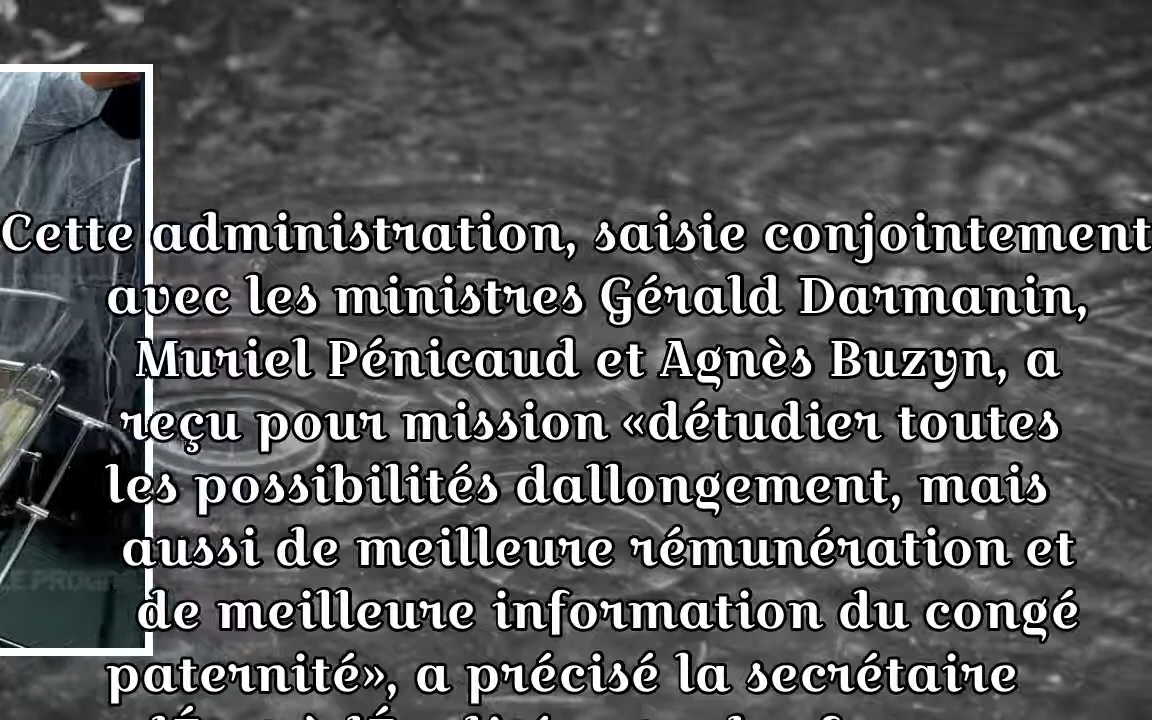 Cette administration, saisie conjointement
avec les ministres Gérald Darmanin,
Muriel Pénicaud et Agnès Buzyn, a
reçu pour mission «détudier toutes
les possibilités dallongement, mais
aussi de meilleure rémunération et
de meilleure information du congé
paternité», a précisé la secrétaire